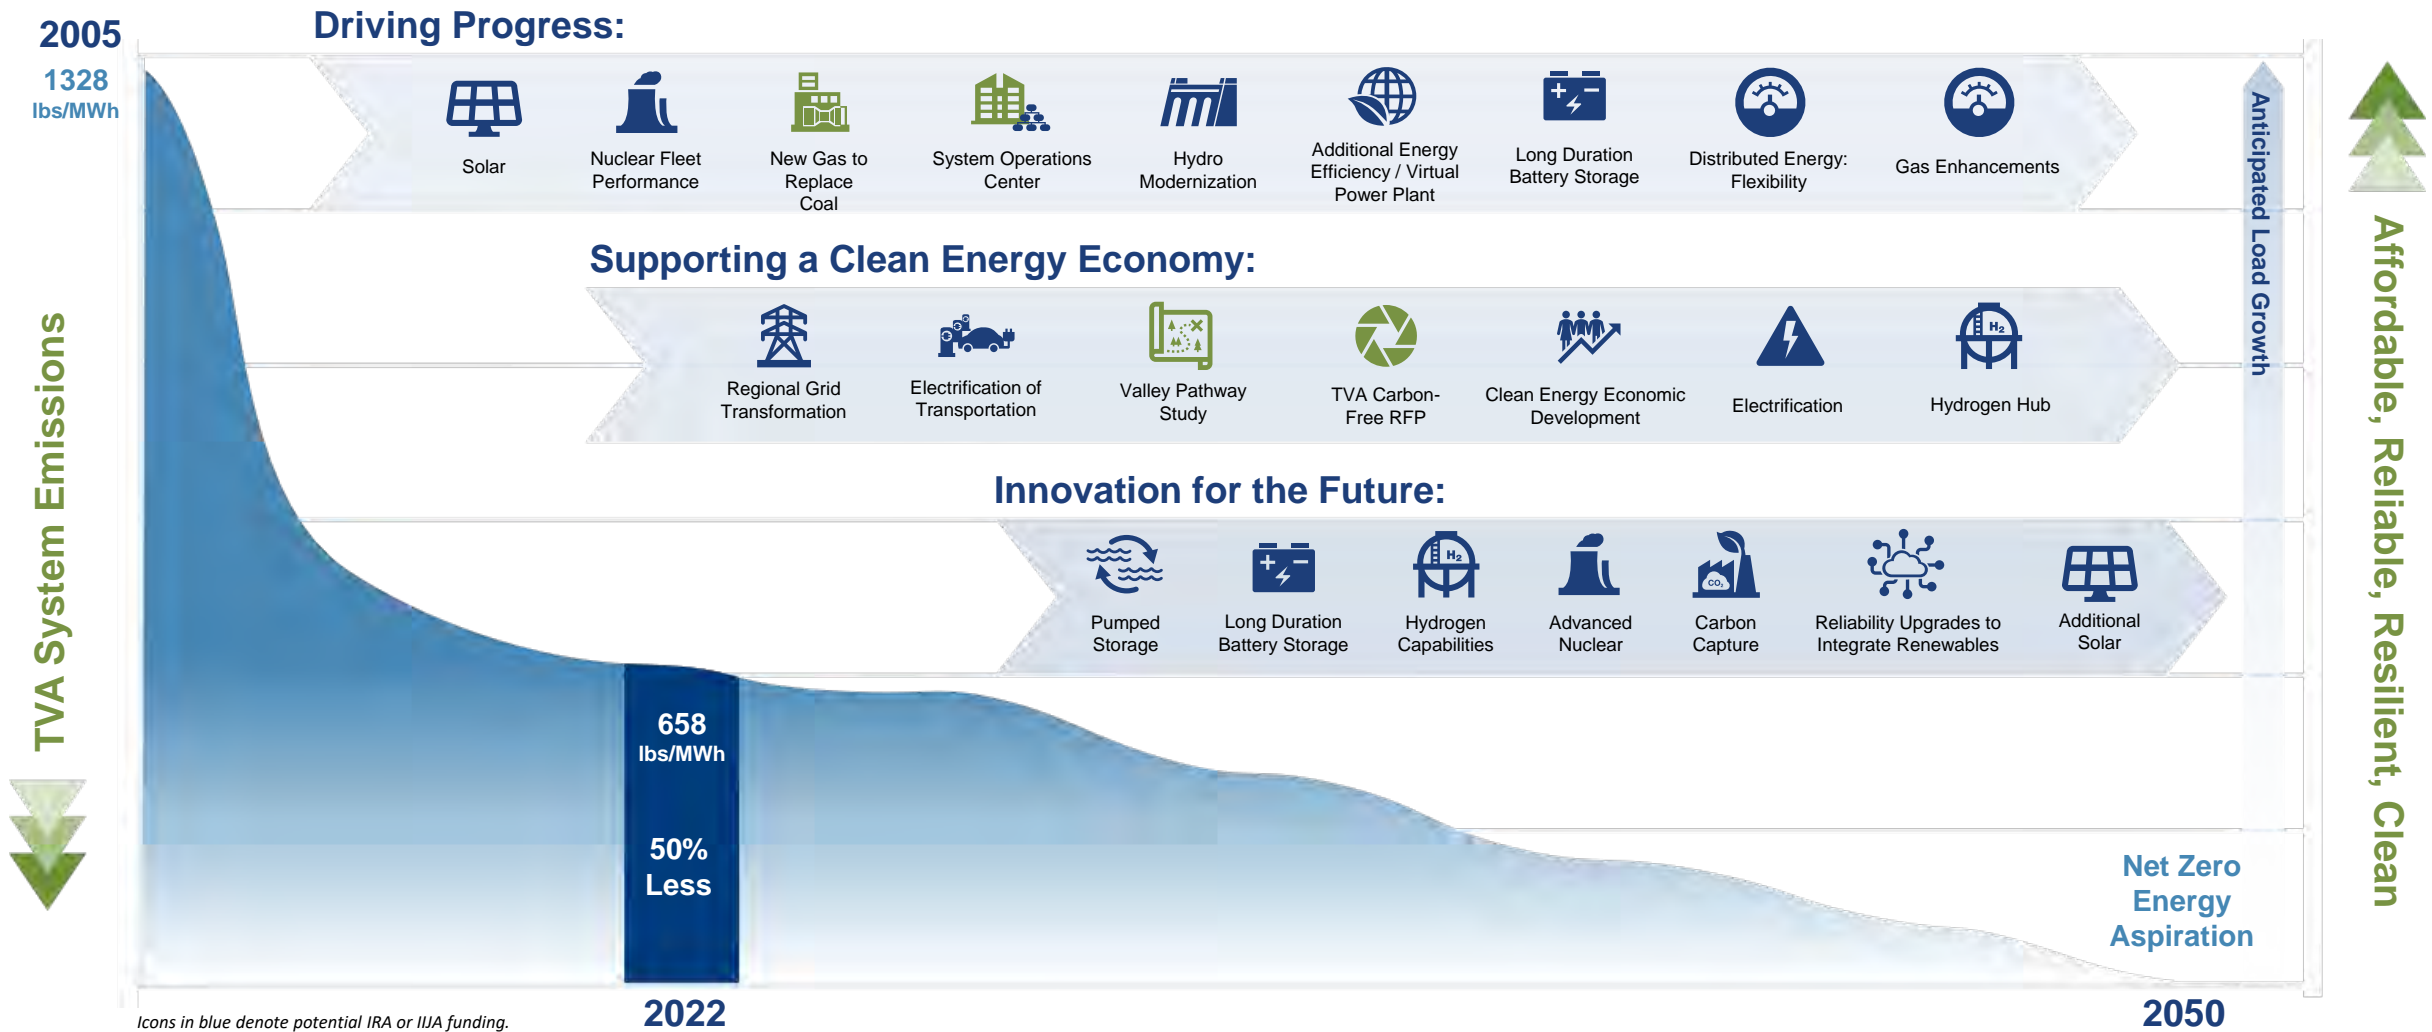 2005
1328
lbs/MWh
Driving Progress:
Solar
Nuclear Fleet
Performance
New Gas to
Replace
Coal
System Operations
Center
Hydro
Modernization
Additional Energy
Efficiency / Virtual
Power Plant
Long Duration
Battery Storage
Distributed Energy:
Flexibility
Gas Enhancements
Supporting a Clean Energy Economy:
Regional Grid
Transformation
Electrification of
Transportation
Valley Pathway
Study
TVA Carbon-
Free RFP
Clean Energy Economic
Development
Electrification
H₂
Hydrogen Hub
Innovation for the Future:
Pumped
Storage
Long Duration
Battery Storage
H₂
Hydrogen
Capabilities
Advanced
Nuclear
CO₂
Carbon
Capture
Reliability Upgrades to
Integrate Renewables
Additional
Solar
Anticipated Load Growth
Affordable, Reliable, Resilient, Clean
TVA System Emissions
658
lbs/MWh
50%
Less
Net Zero
Energy
Aspiration
2022
2050
Icons in blue denote potential IRA or IIJA funding.